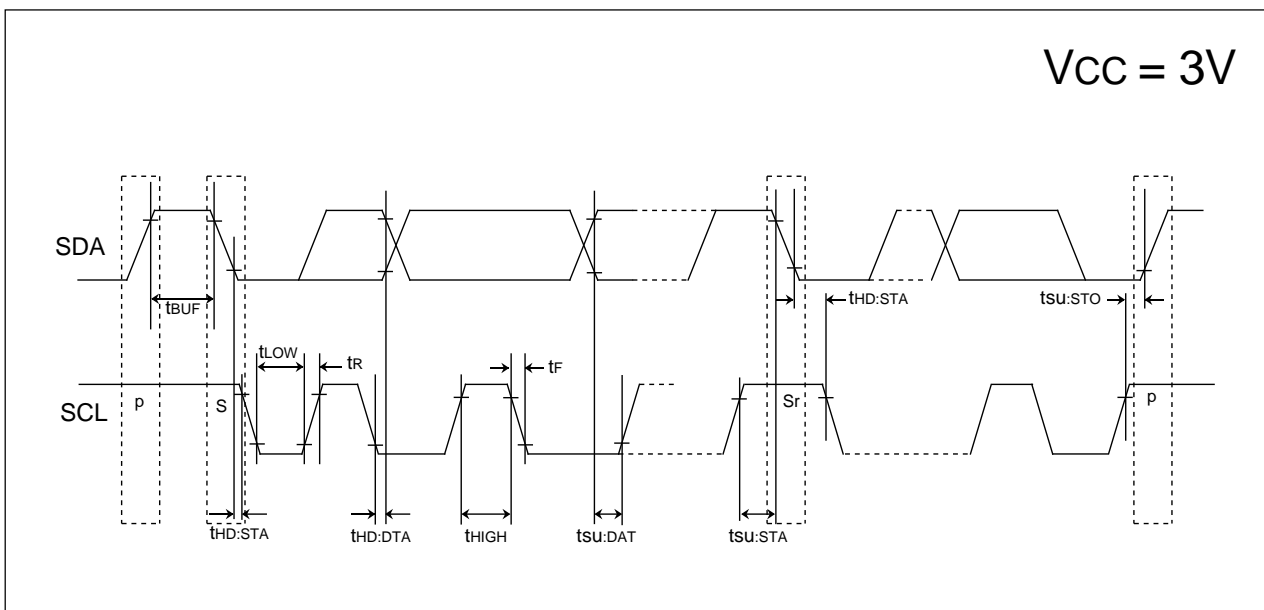 VCC = 3V
SDA
tBUF
tHD:STA
tsu:STO
tLOW
tR
tF
SCL
p
S
Sr
p
tHD:STA
tHD:DTA
tHIGH
tsu:DAT
tsu:STA